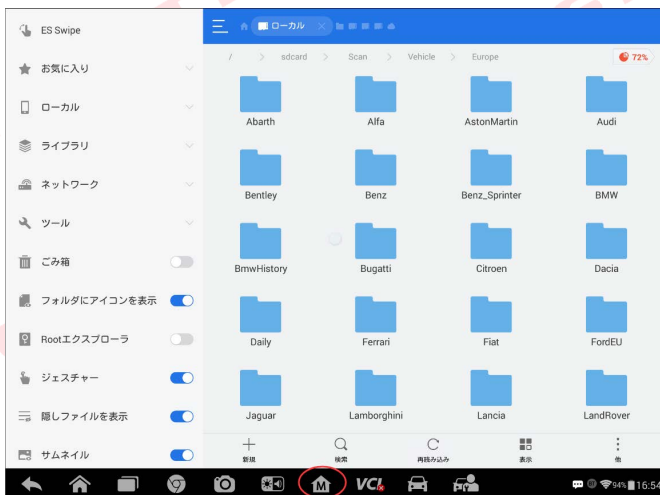 ES Swipe
お気に入り
ローカル
ライブラリ
ネットワーク
ツール
ごみ箱
フォルダにアイコンを表示
Rootエクスプローラ
ジェスチャー
隠しファイルを表示
サムネイル
ローカル
/ > sdcard > Scan > Vehicle > Europe
72%
Abarth Alfa AstonMartin Audi
Bentley Benz Benz_Sprinter BMW
BmwHistory Bugatti Citroen Dacia
Daily Ferrari Fiat FordEU
Jaguar Lamborghini Lancia LandRover
新規 検索 再読み込み 表示 他
M VCI 94% 16:54